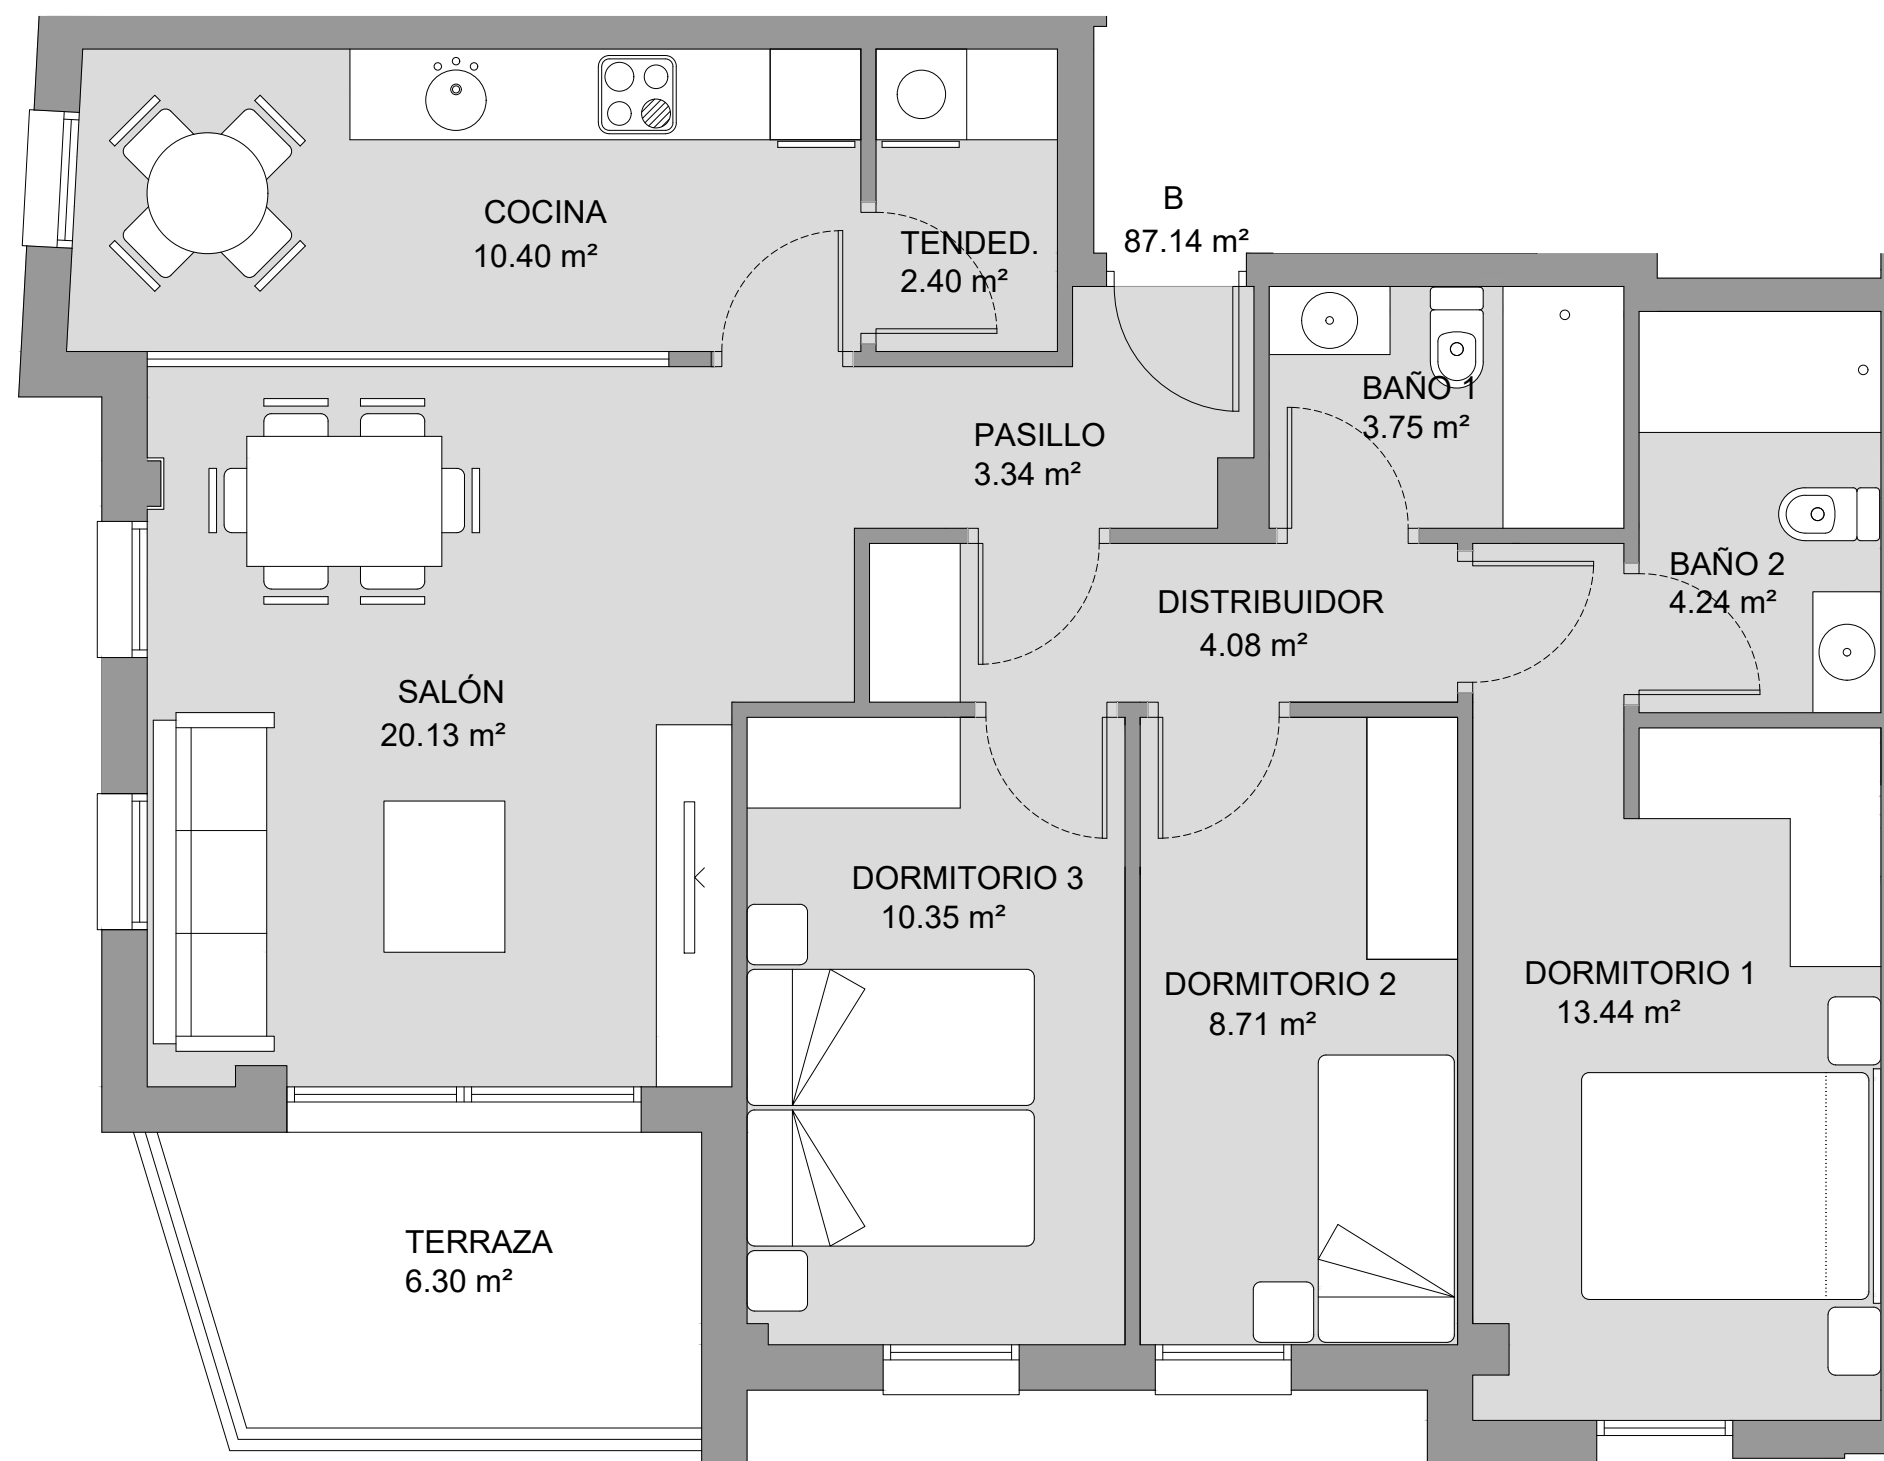 B
87.14 m²
COCINA
10.40 m²
TENDED.
2.40 m²
BAÑO 1
3.75 m²
PASILLO
3.34 m²
BAÑO 2
4.24 m²
DISTRIBUIDOR
4.08 m²
SALÓN
20.13 m²
DORMITORIO 3
10.35 m²
DORMITORIO 2
8.71 m²
DORMITORIO 1
13.44 m²
TERRAZA
6.30 m²